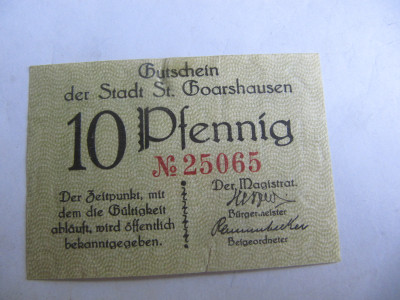 Gutschein
der Stadt St. Goarshausen
10 Pfennig
№ 25065
Der Zeitpunkt, mit
dem die Gültigkeit
abläuft, wird öffentlich
bekanntgegeben.
Der Magistrat.
Herpell
Bürgermeister
Beigeordneter